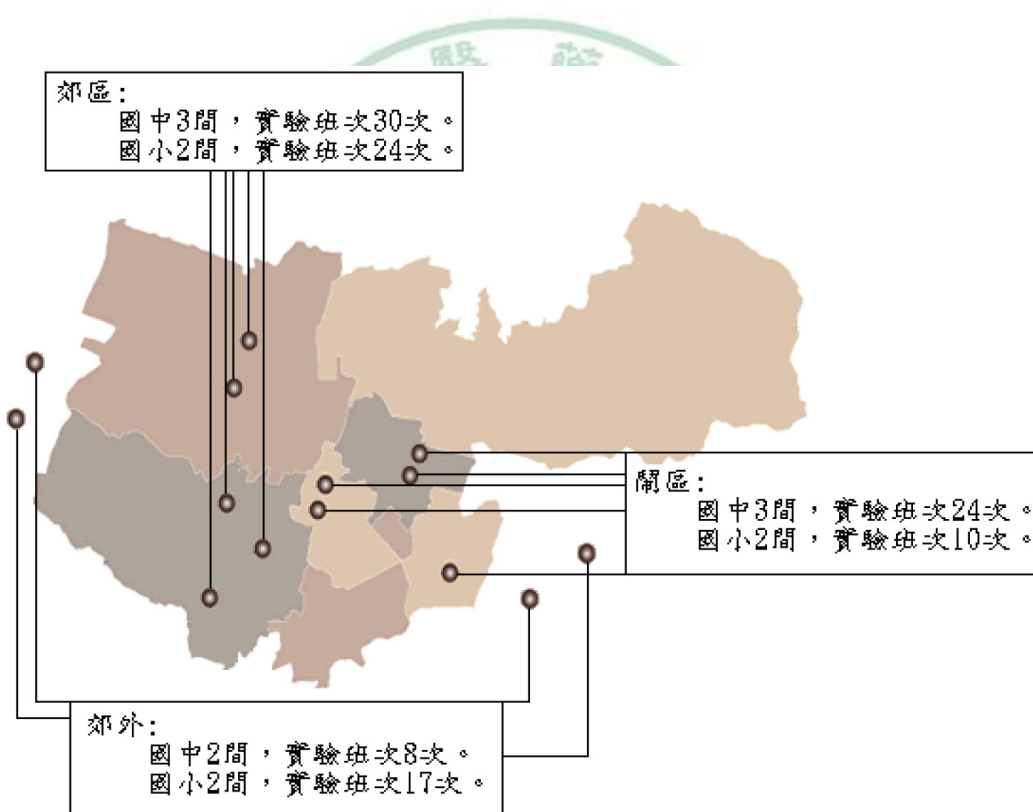 醫 藥
郊區:
國中3間,實驗班次30次。
國小2間,實驗班次24次。
鬧區:
國中3間,實驗班次24次。
國小2間,實驗班次10次。
郊外:
國中2間,實驗班次8次。
國小2間,實驗班次17次。